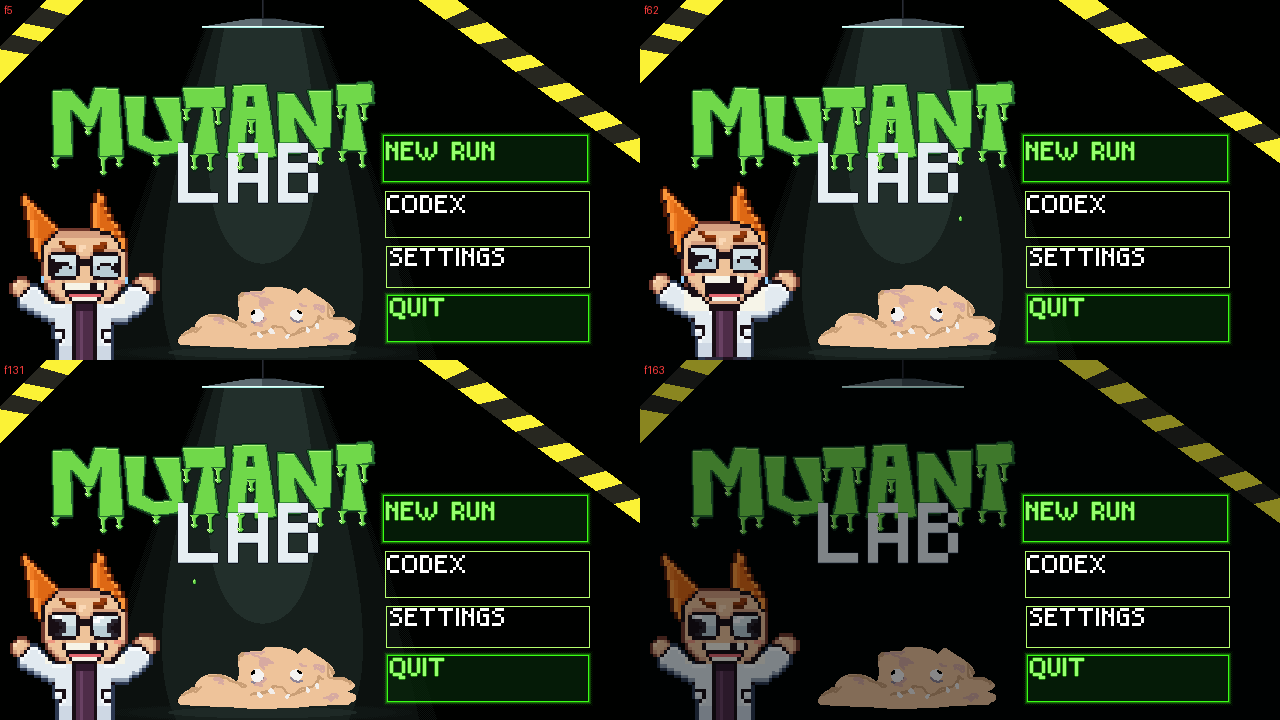 f5
MUTANT
LAB
NEW RUN
CODEX
SETTINGS
QUIT
f62
MUTANT
LAB
NEW RUN
CODEX
SETTINGS
QUIT
f131
MUTANT
LAB
NEW RUN
CODEX
SETTINGS
QUIT
f163
MUTANT
LAB
NEW RUN
CODEX
SETTINGS
QUIT